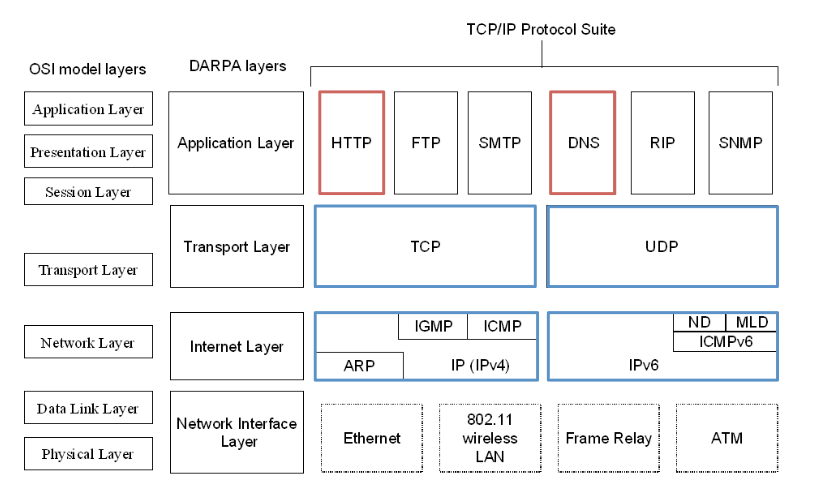 TCP/IP Protocol Suite
OSI model layers
DARPA layers
Application Layer
Presentation Layer
Session Layer
Application Layer
HTTP
FTP
SMTP
DNS
RIP
SNMP
Transport Layer
Transport Layer
TCP
UDP
Network Layer
Internet Layer
IGMP
ICMP
ARP
IP (IPv4)
ND
MLD
ICMPv6
IPv6
Data Link Layer
Physical Layer
Network Interface
Layer
Ethernet
802.11
wireless
LAN
Frame Relay
ATM